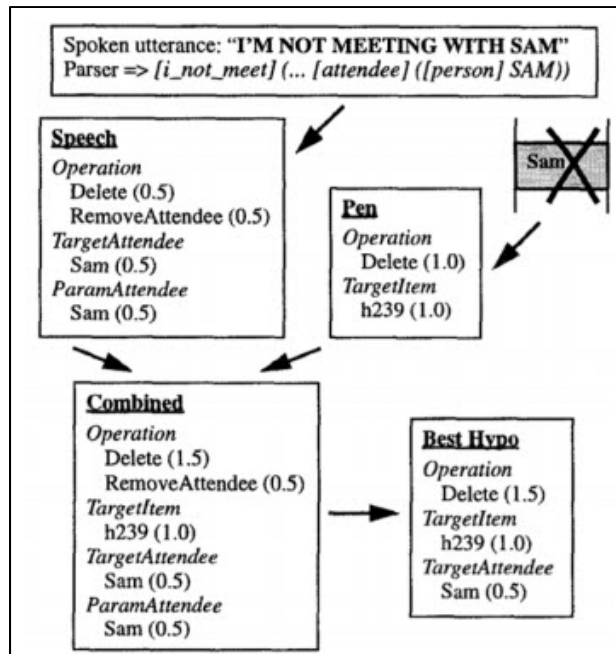 Spoken utterance: “I’M NOT MEETING WITH SAM”
Parser => [i_not_meet] (... [attendee] ([person] SAM))
Speech
Operation
Delete (0.5)
RemoveAttendee (0.5)
TargetAttendee
Sam (0.5)
ParamAttendee
Sam (0.5)
Sam
Pen
Operation
Delete (1.0)
TargetItem
h239 (1.0)
Combined
Operation
Delete (1.5)
RemoveAttendee (0.5)
TargetItem
h239 (1.0)
TargetAttendee
Sam (0.5)
ParamAttendee
Sam (0.5)
Best Hypo
Operation
Delete (1.5)
TargetItem
h239 (1.0)
TargetAttendee
Sam (0.5)